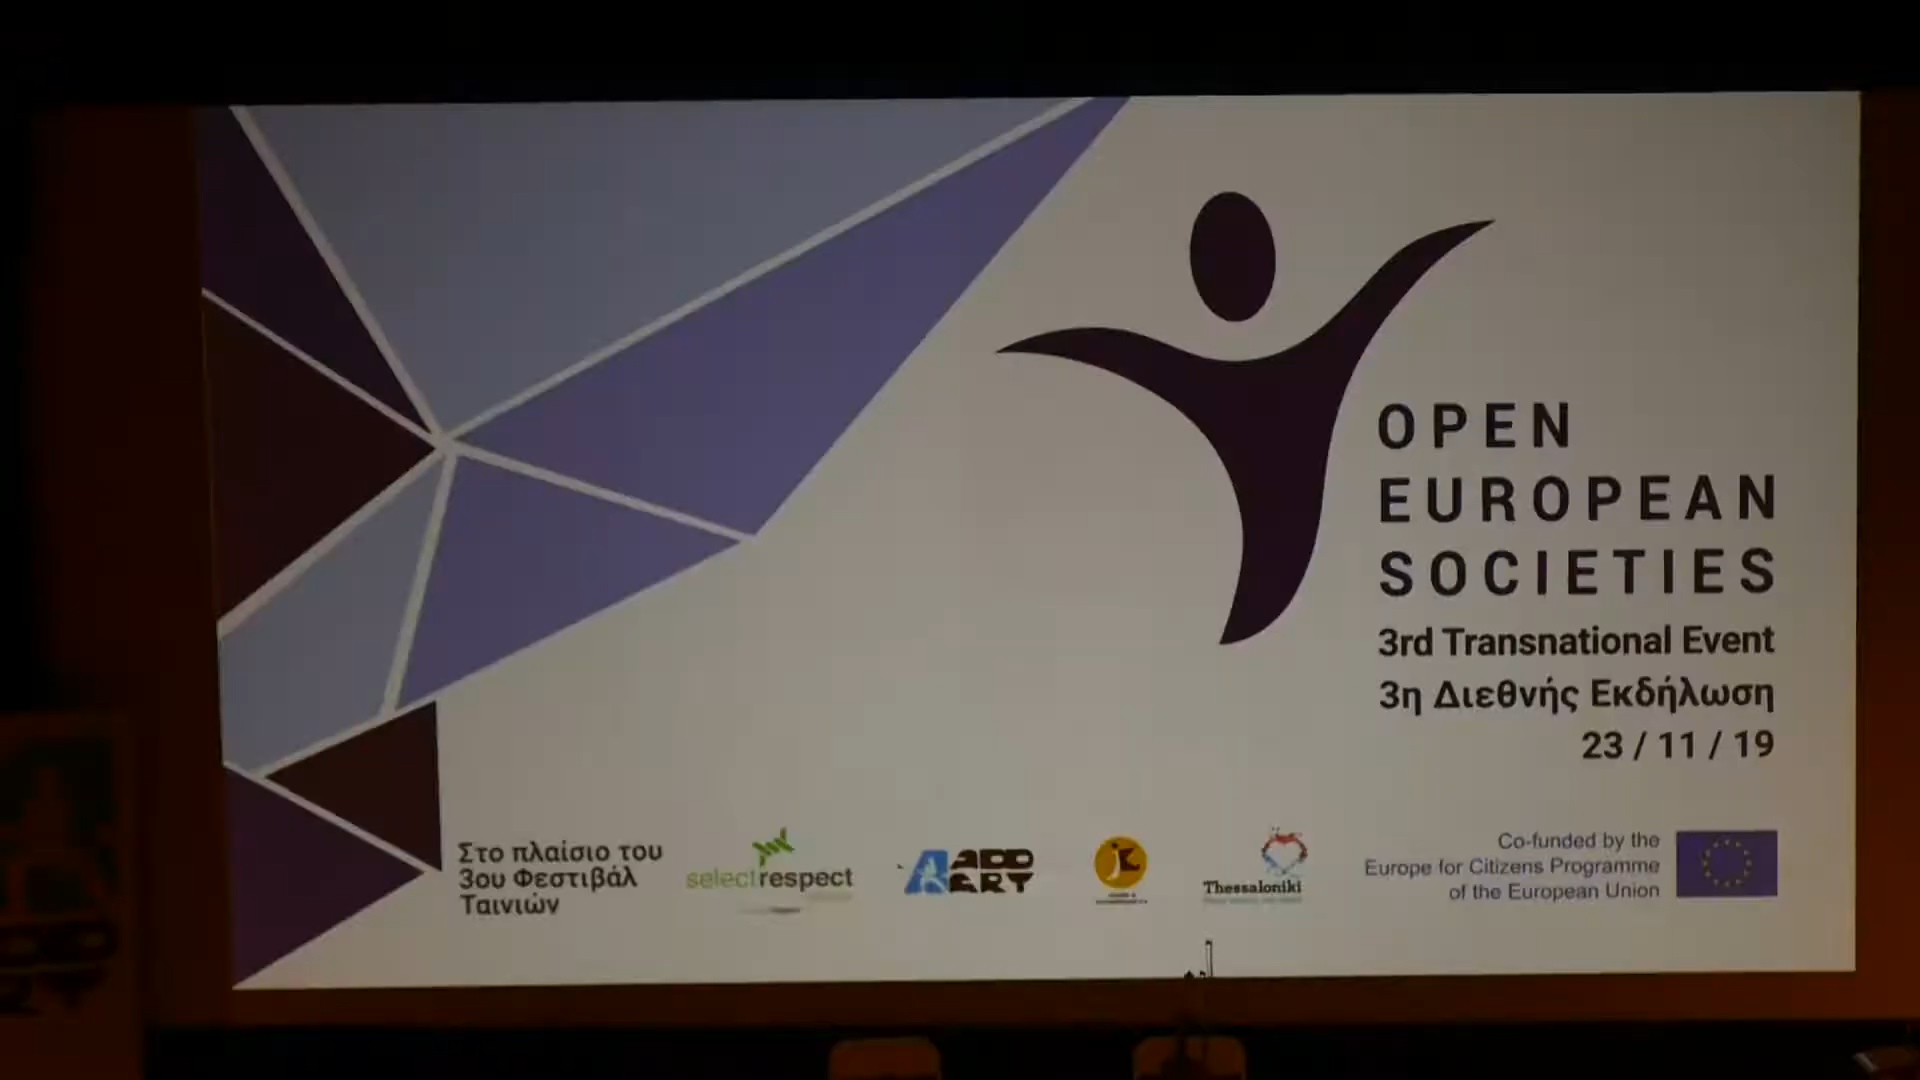 OPEN
EUROPEAN
SOCIETIES
3rd Transnational Event
3η Διεθνής Εκδήλωση
23 / 11 / 19
Στο πλαίσιο του
3ου Φεστιβάλ
Ταινιών
selectrespect
ADD
ART
Thessaloniki
Co-funded by the
Europe for Citizens Programme
of the European Union